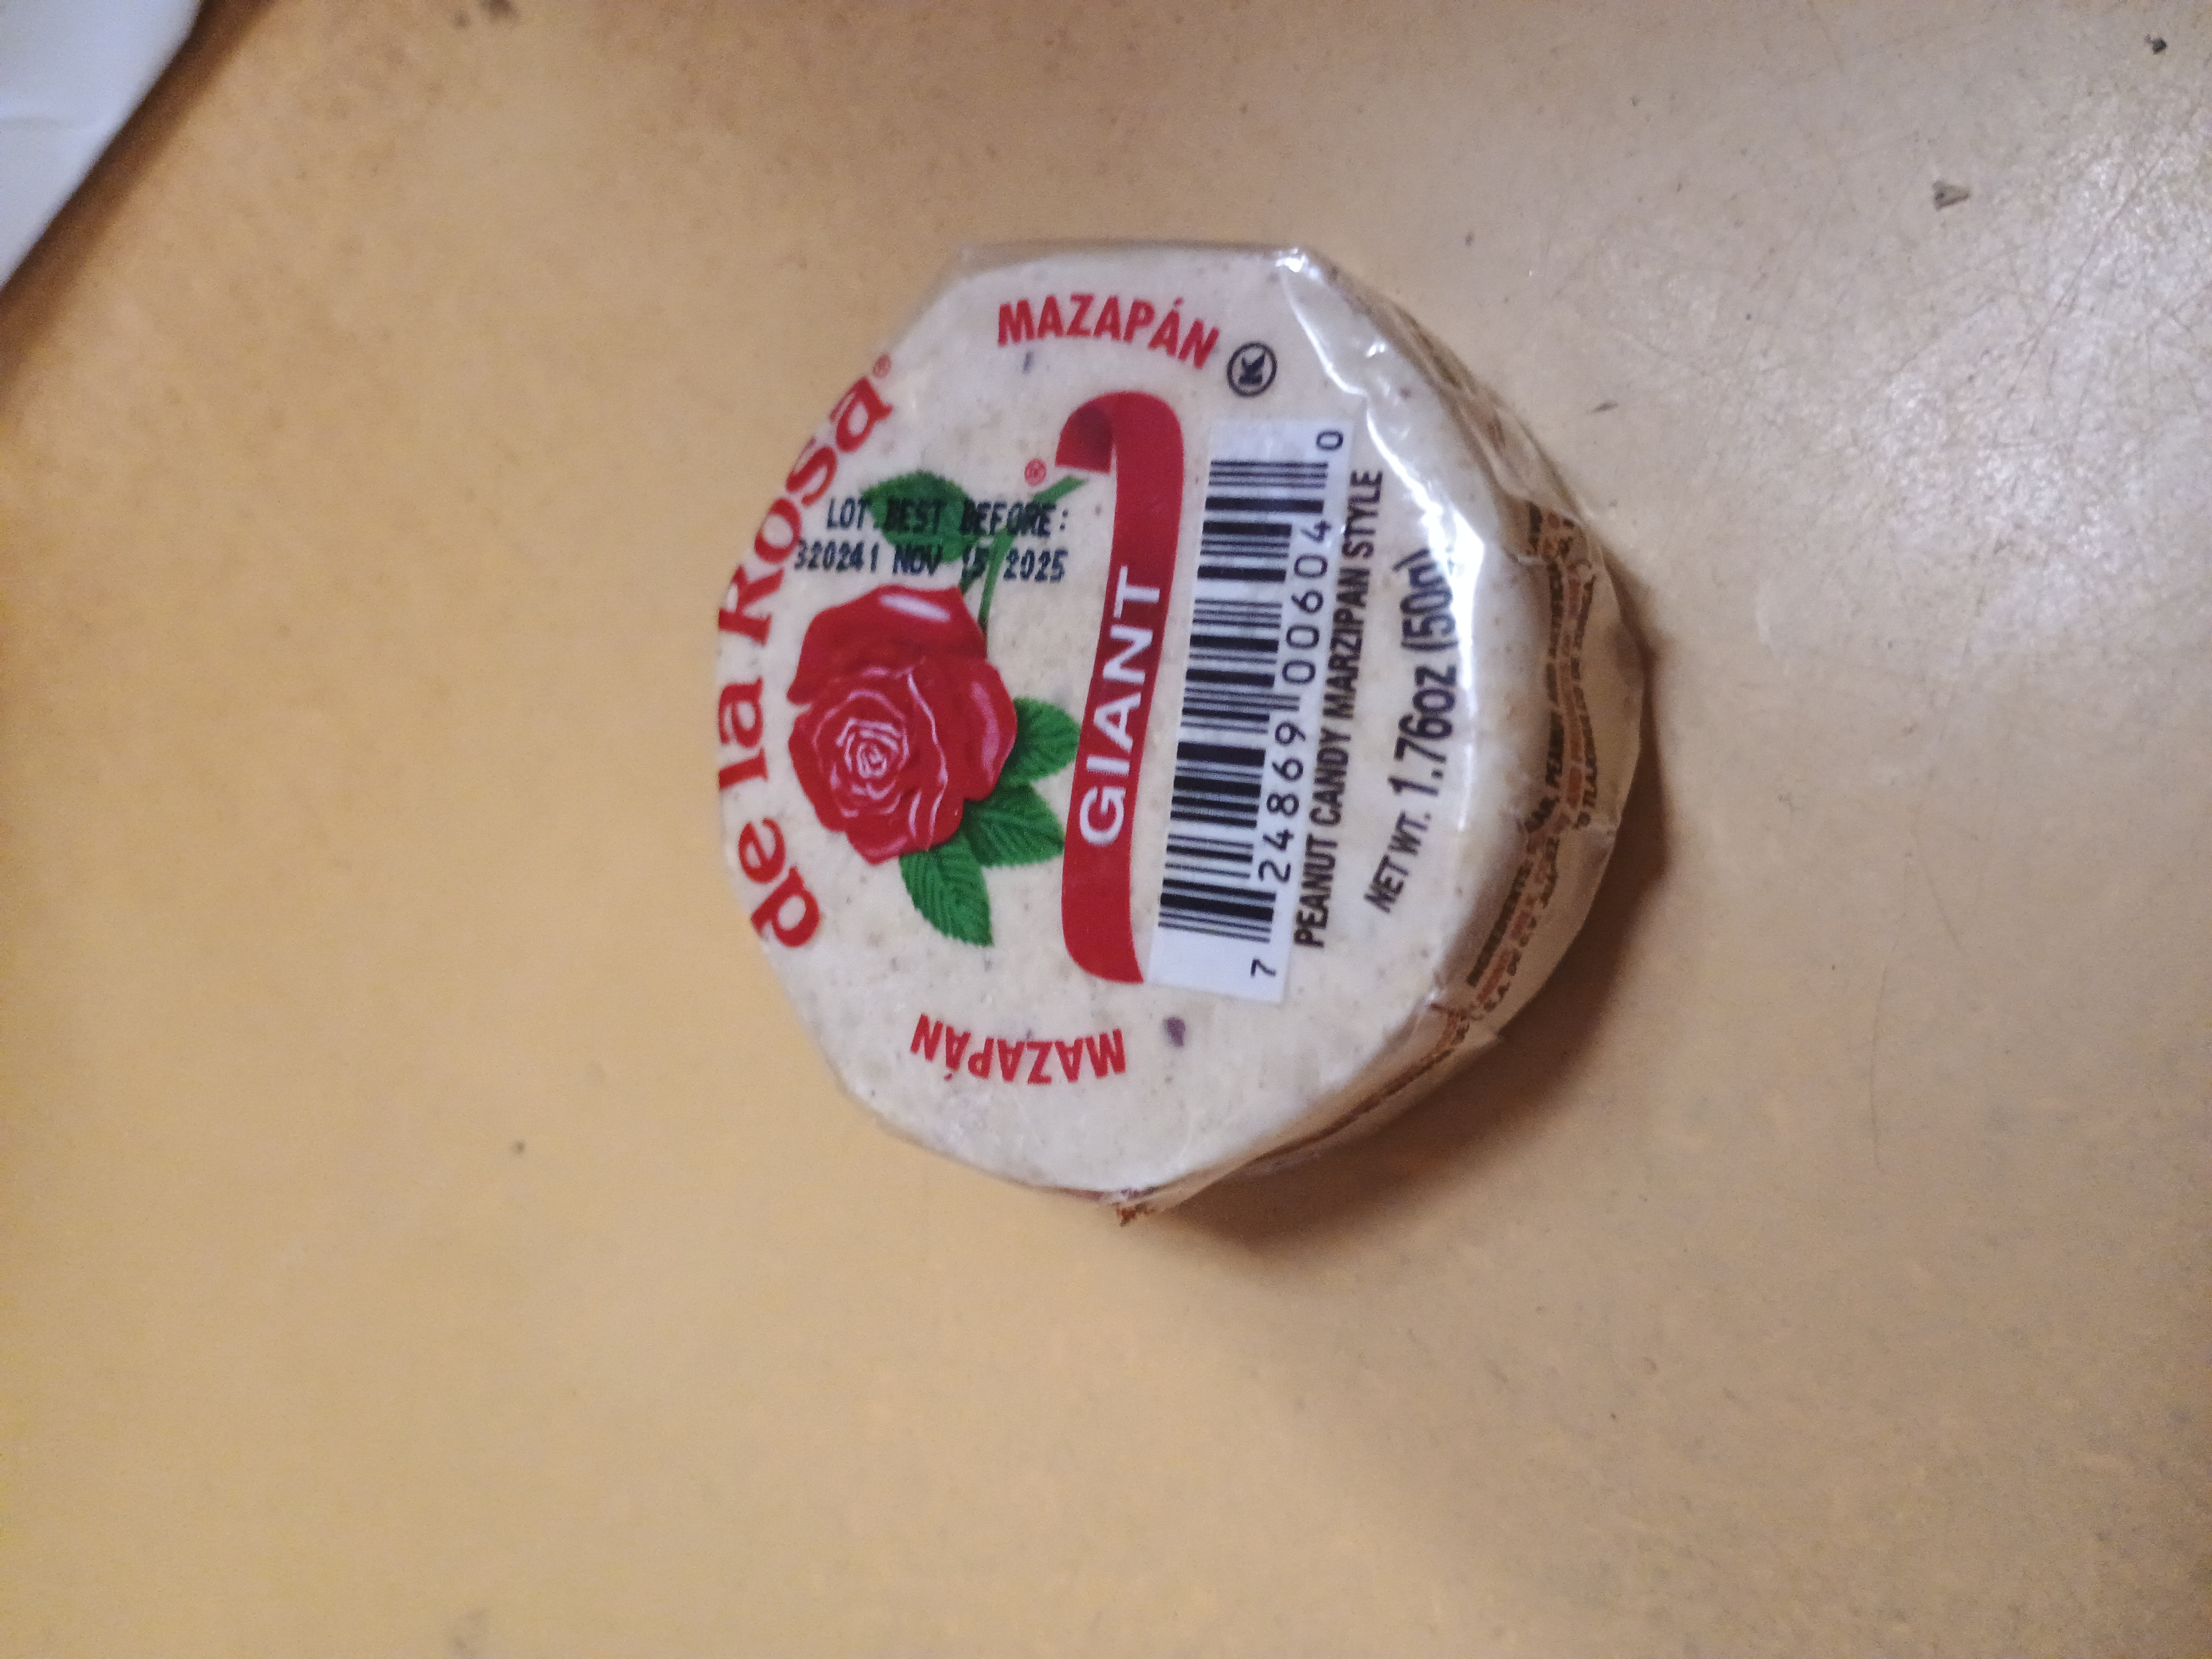 de la Rosa®
MAZAPÁN
LOT BEST BEFORE:
320241 NOV 15 2025
®
GIANT
MAZAPÁN
K
7 24869 00604 0
PEANUT CANDY MARZIPAN STYLE
NET WT. 1.76oz (50g)
INGREDIENTS: